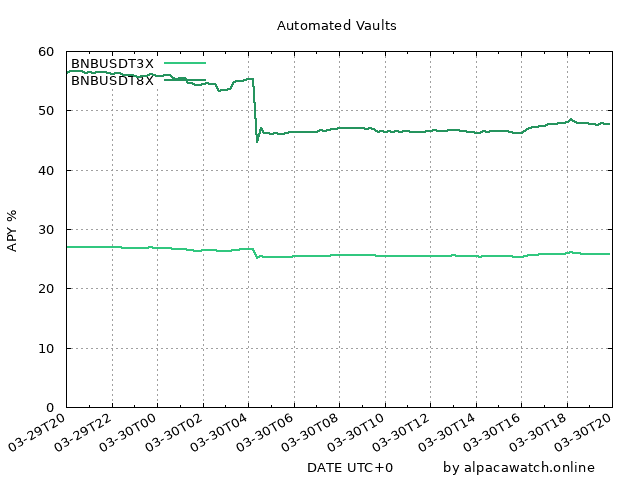 Automated Vaults
BNBUSDT3X
BNBUSDT8X
APY %
60
50
40
30
20
10
0
03-29T20
03-29T22
03-30T00
03-30T02
03-30T04
03-30T06
03-30T08
03-30T10
03-30T12
03-30T14
03-30T16
03-30T18
03-30T20
DATE UTC+0 by alpacawatch.online